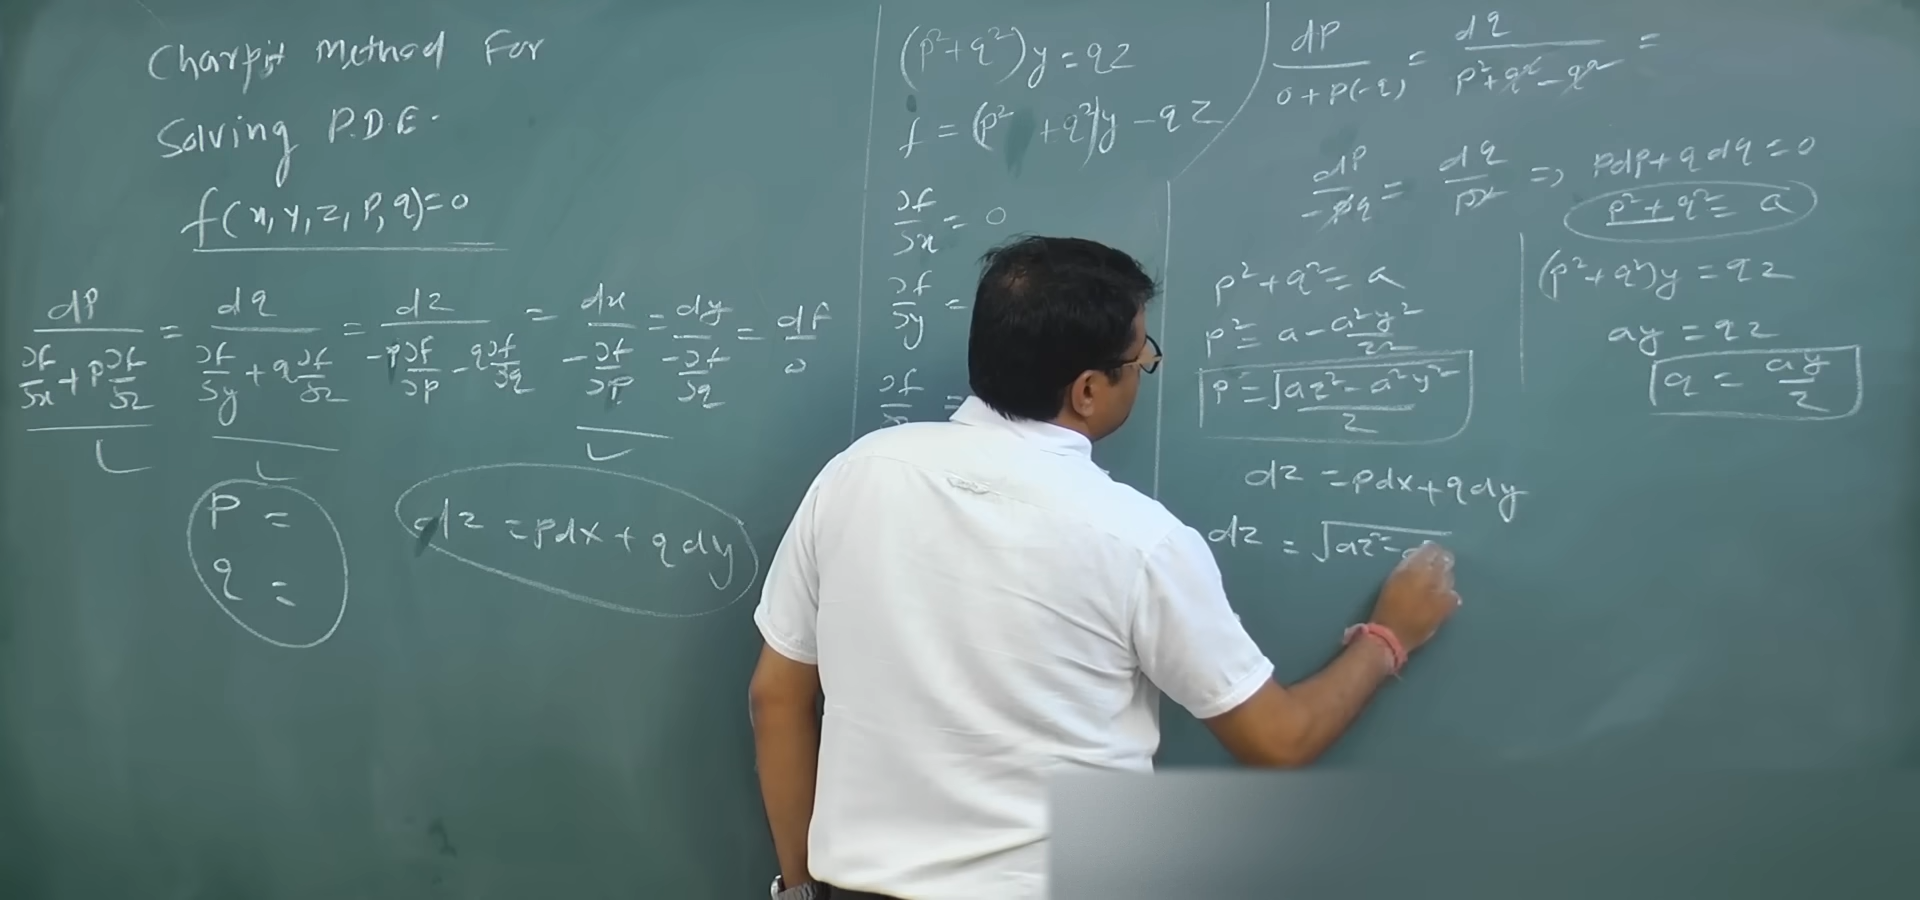 Charpit Method For
Solving P.D.E.
f(x, y, z, p, q) = 0
dp/(∂f/∂x + p ∂f/∂z) = dq/(∂f/∂y + q ∂f/∂z) = dz/(-p ∂f/∂p - q ∂f/∂q) = dx/(-∂f/∂p) = dy/(-∂f/∂q) = dF/0
p =
q =
dz = pdx + qdy
(p² + q²)y = qz
f = (p² + q²)y - qz
∂f/∂x = 0
∂f/∂y =
dp/(0 + p(-q)) = dq/(p² + q² - q²) =
dp/(-pq) = dq/p² => pdp + qdq = 0
p² + q² = a
p² + q² = a
p² = a - a²y²/z²
p = √(az² - a²y²)/z
(p² + q²)y = qz
ay = qz
q = ay/z
dz = pdx + qdy
dz = √az² -